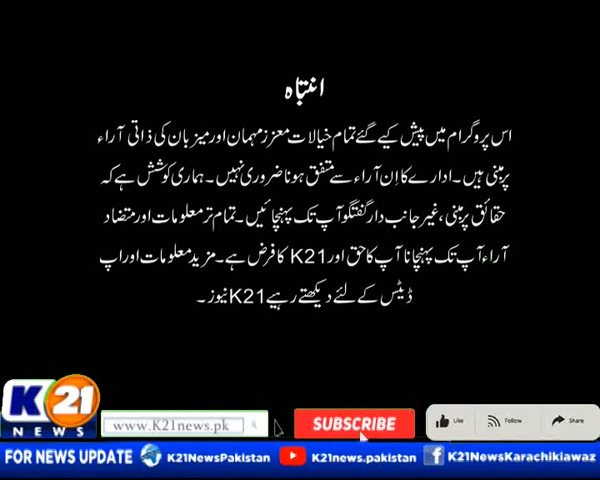 انتباہ
اس پروگرام میں پیش کیے گئے تمام خیالات معزز مہمان اور میزبان کی ذاتی آراء
پر مبنی ہیں۔ ادارے کا اِن آراء سے متفق ہونا ضروری نہیں۔ ہماری کوشش ہے کہ
حقائق پر مبنی، غیر جانب دار گفتگو آپ تک پہنچائیں۔ تمام تر معلومات اور متضاد
آراء آپ تک پہنچانا آپ کا حق اور K21 کا فرض ہے۔ مزید معلومات اور اپ
ڈیٹس کے لئے دیکھتے رہیے K21 نیوز۔
K21
NEWS
www.K21news.pk
SUBSCRIBE
Like
Follow
Share
FOR NEWS UPDATE
K21NewsPakistan
K21news.pakistan
K21NewsKarachikiawaz